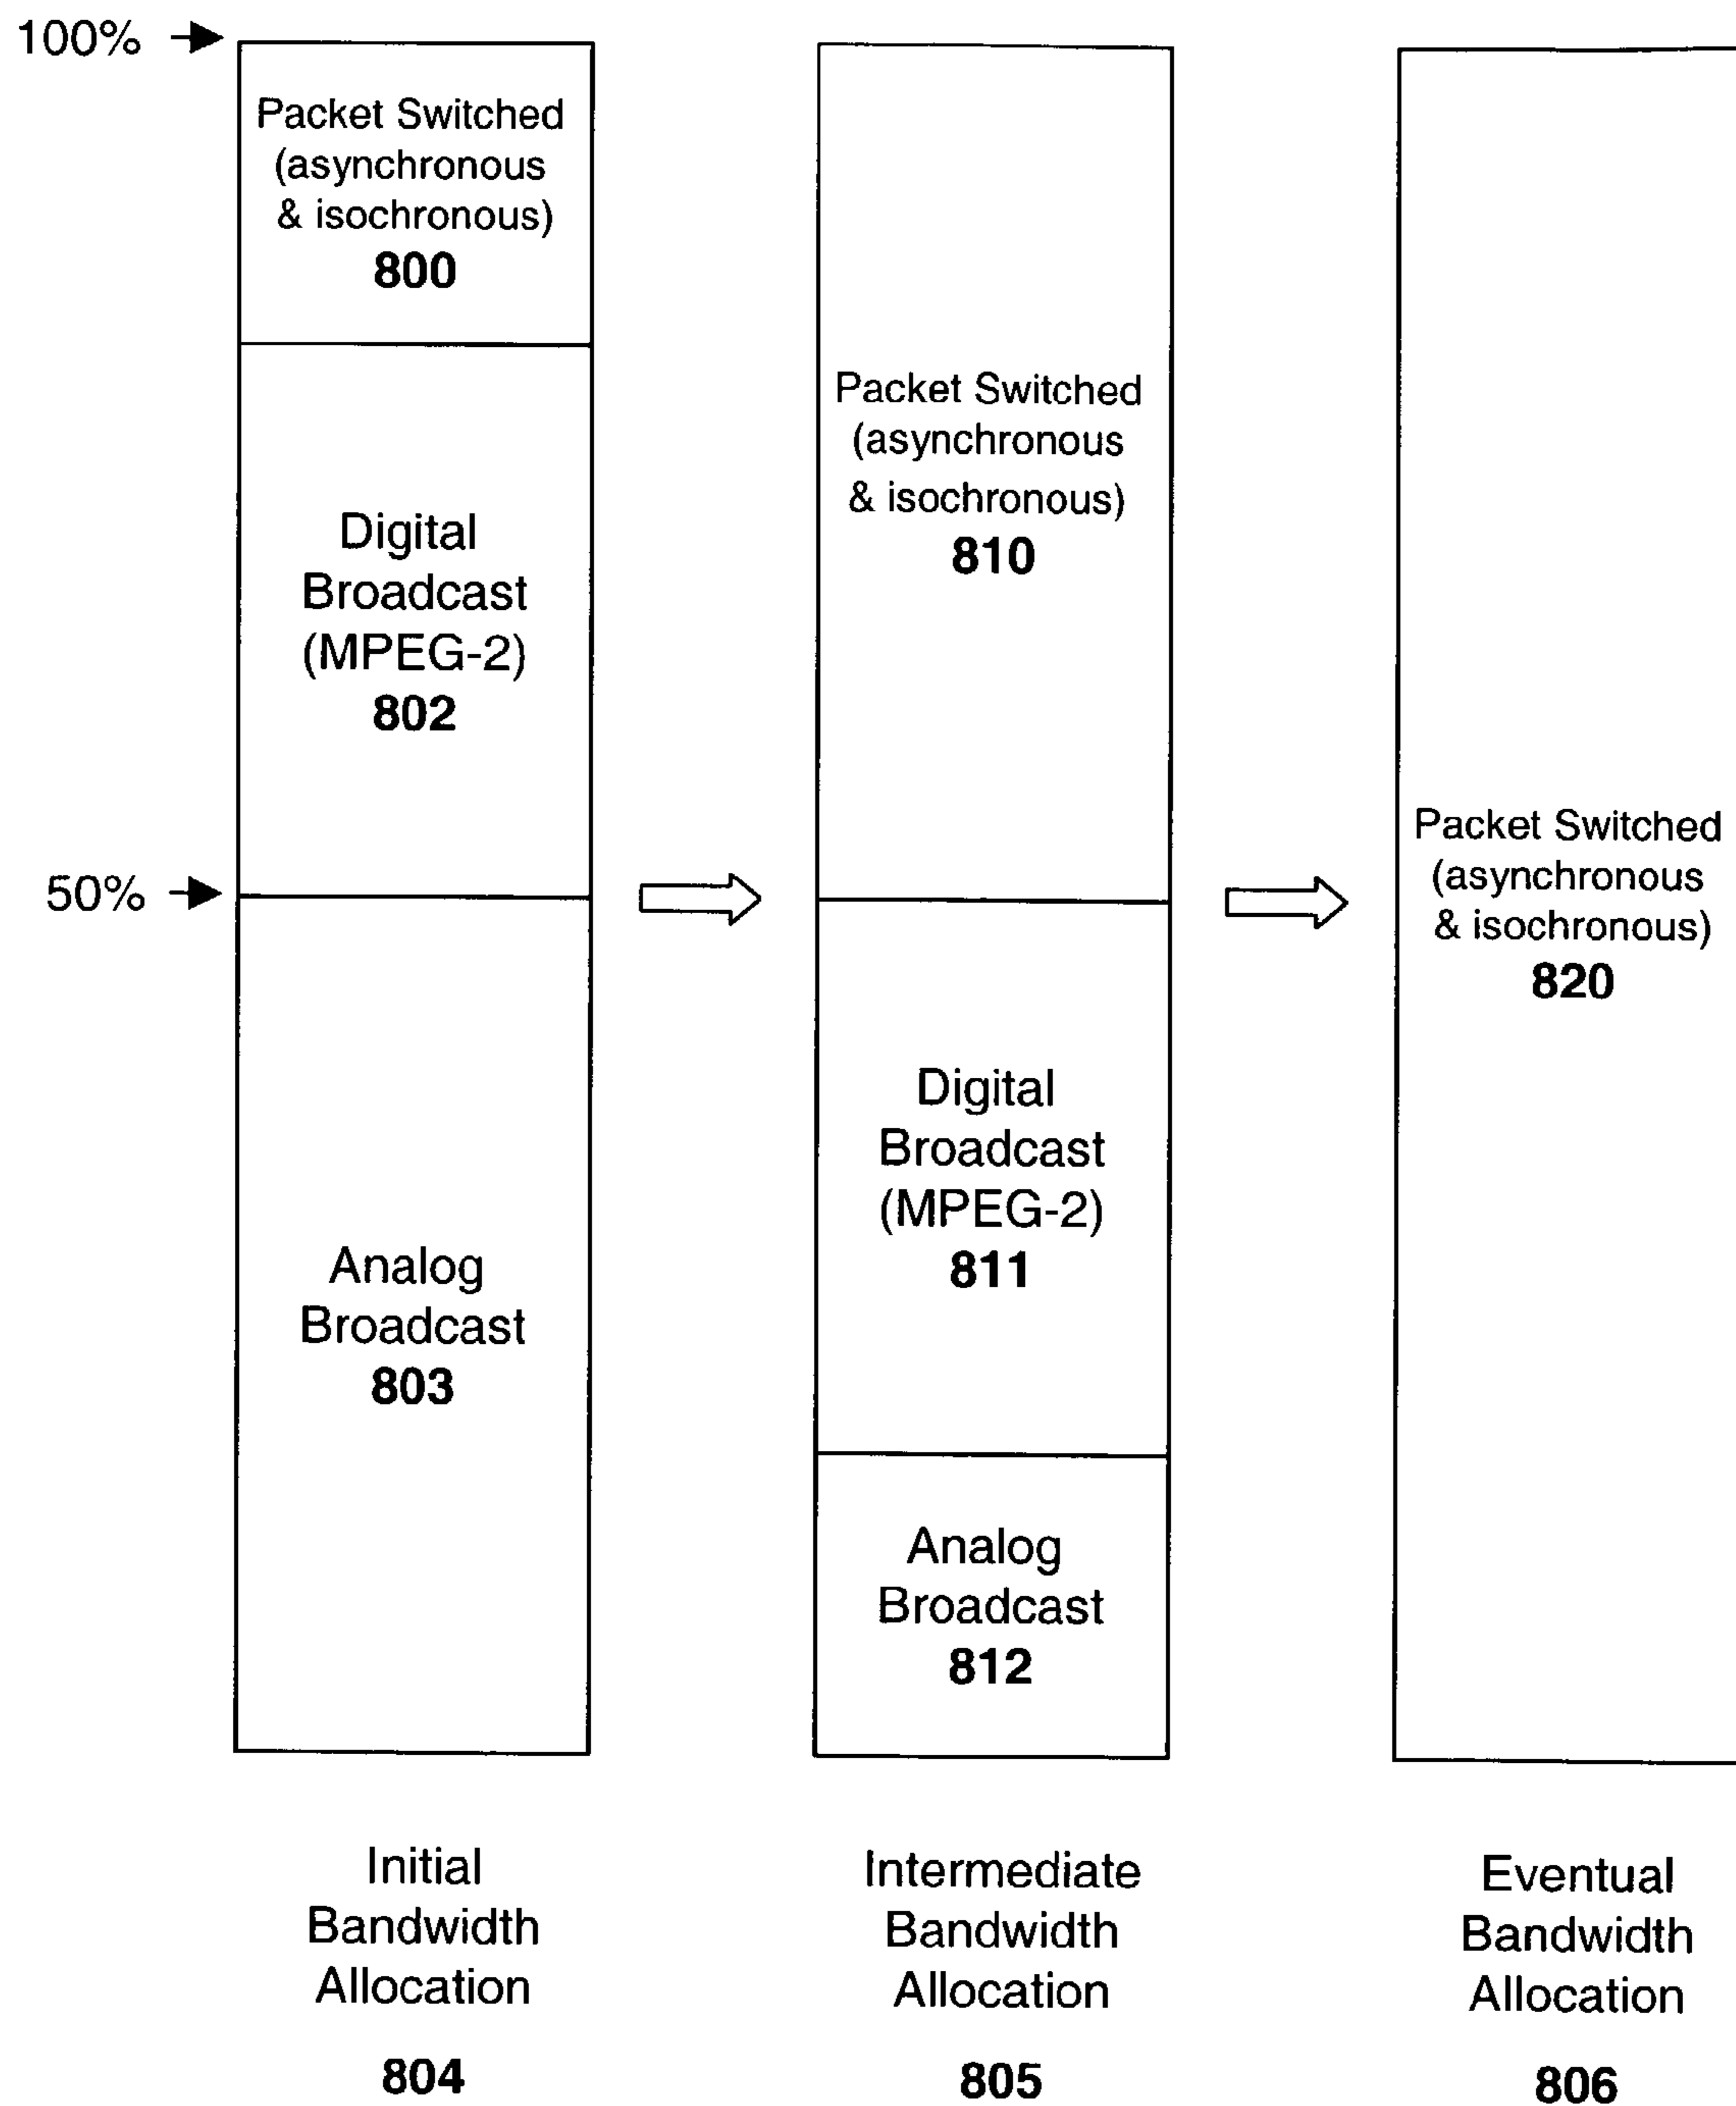 100%
Packet Switched
(asynchronous
& isochronous)
800
Digital
Broadcast
(MPEG-2)
802
50%
Analog
Broadcast
803
Initial
Bandwidth
Allocation
804
Packet Switched
(asynchronous
& isochronous)
810
Digital
Broadcast
(MPEG-2)
811
Analog
Broadcast
812
Intermediate
Bandwidth
Allocation
805
Packet Switched
(asynchronous
& isochronous)
820
Eventual
Bandwidth
Allocation
806